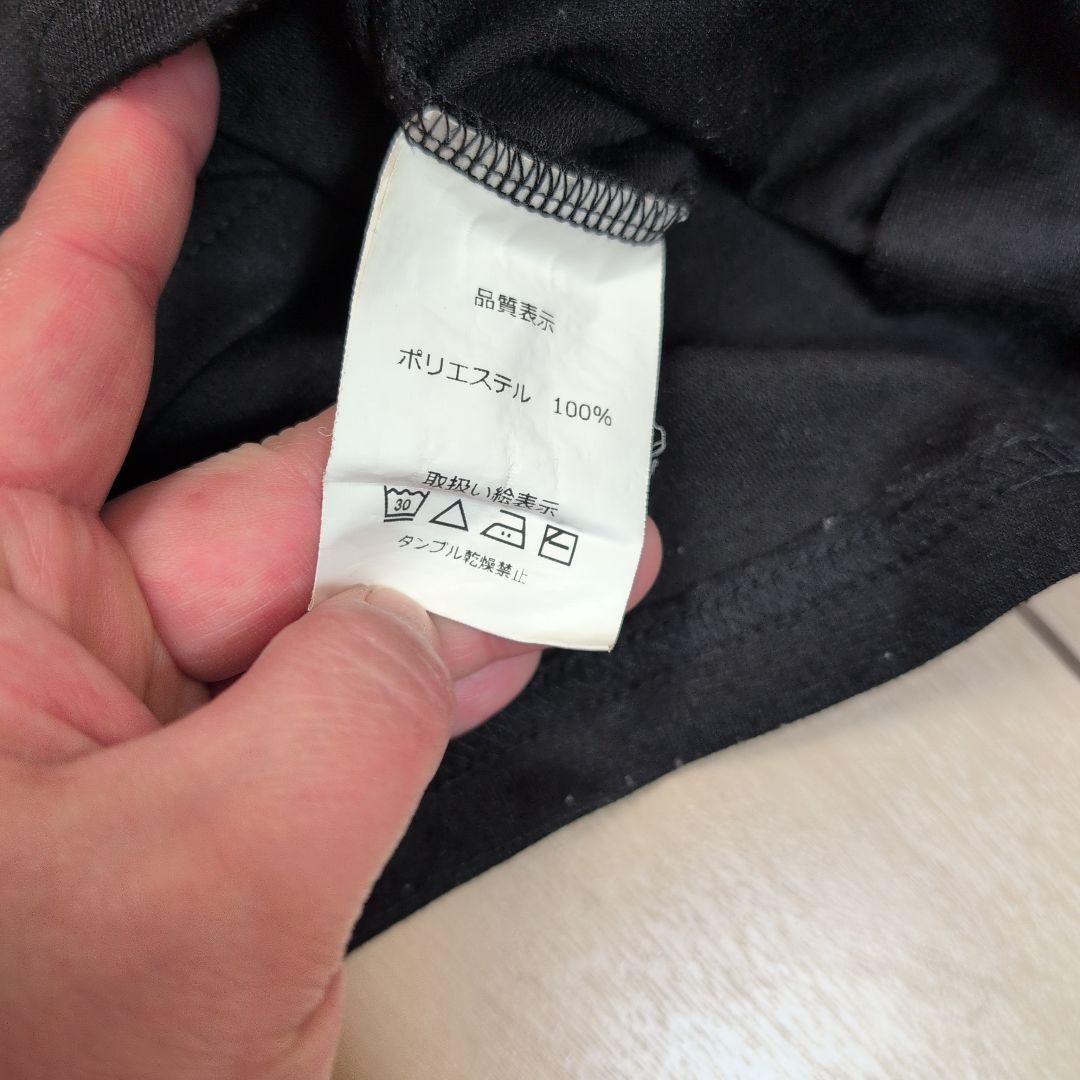 品質表示
ポリエステル 100%
取扱い絵表示
30
タンブル乾燥禁止